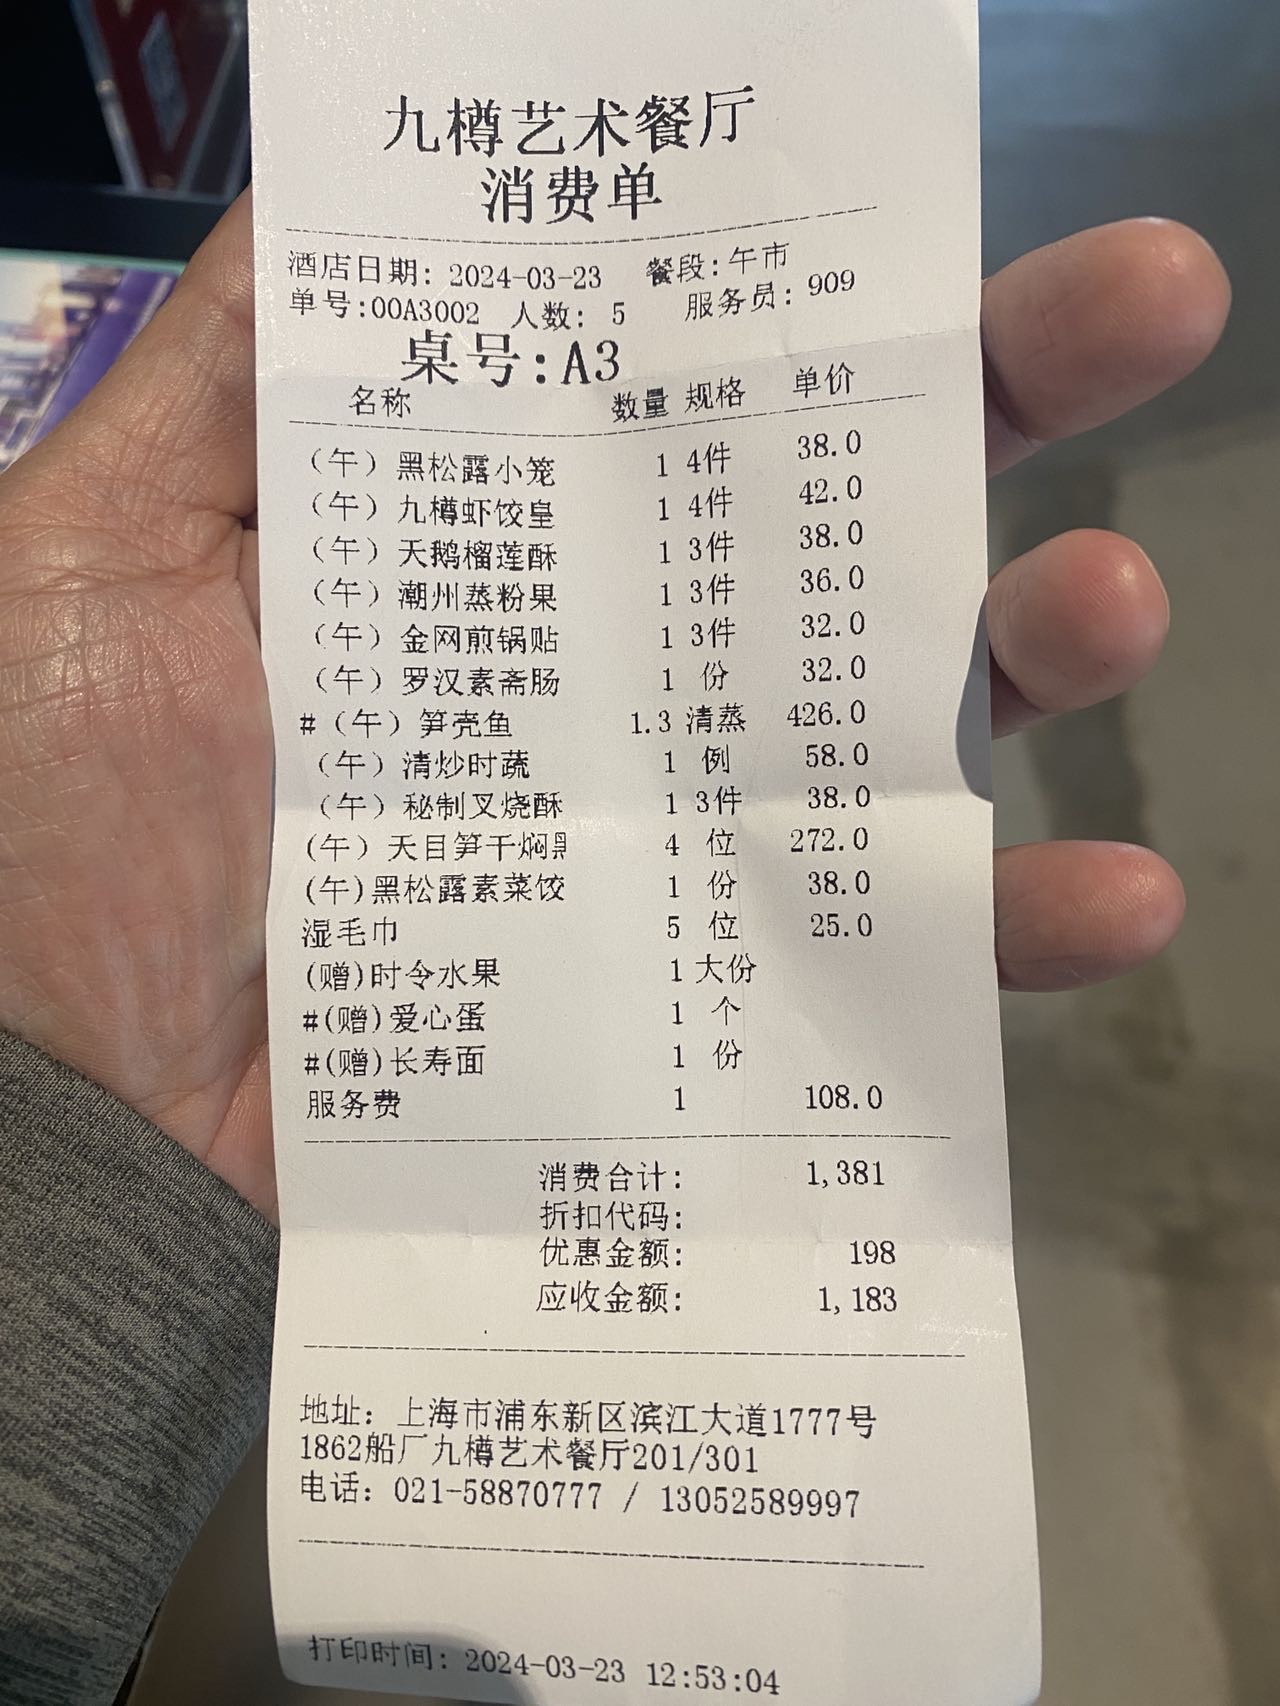 九樽艺术餐厅
消费单
酒店日期: 2024-03-23 餐段:午市
单号:00A3002 人数: 5 服务员: 909
桌号:A3
名称 数量 规格 单价
(午) 黑松露小笼 1 4件 38.0
(午) 九樽虾饺皇 1 4件 42.0
(午) 天鹅榴莲酥 1 3件 38.0
(午) 潮州蒸粉果 1 3件 36.0
(午) 金网煎锅贴 1 3件 32.0
(午) 罗汉素斋肠 1 份 32.0
#(午) 笋壳鱼 1.3 清蒸 426.0
(午) 清炒时蔬 1 例 58.0
(午) 秘制叉烧酥 1 3件 38.0
(午) 天目笋干焖 4 位 272.0
(午)黑松露素菜饺 1 份 38.0
湿毛巾 5 位 25.0
(赠)时令水果 1 大份
#(赠)爱心蛋 1 个
#(赠)长寿面 1 份
服务费 1 108.0
消费合计: 1,381
折扣代码:
优惠金额: 198
应收金额: 1,183
地址: 上海市浦东新区滨江大道1777号
1862船厂九樽艺术餐厅201/301
电话: 021-58870777 / 13052589997
打印时间: 2024-03-23 12:53:04